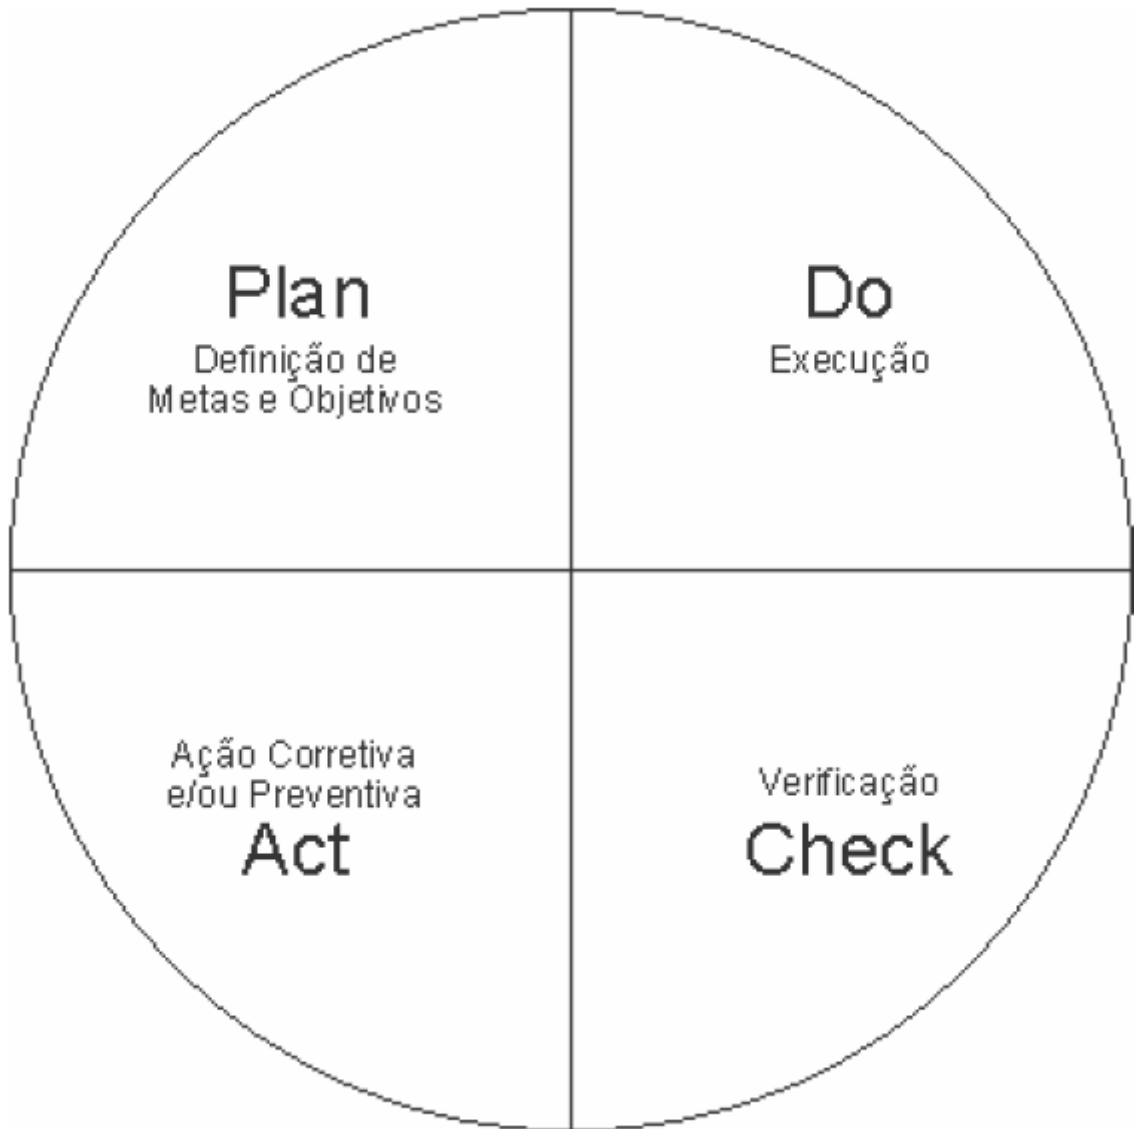 Plan
Definição de
Metas e Objetivos
Do
Execução
Ação Corretiva
e/ou Preventiva
Act
Verificação
Check